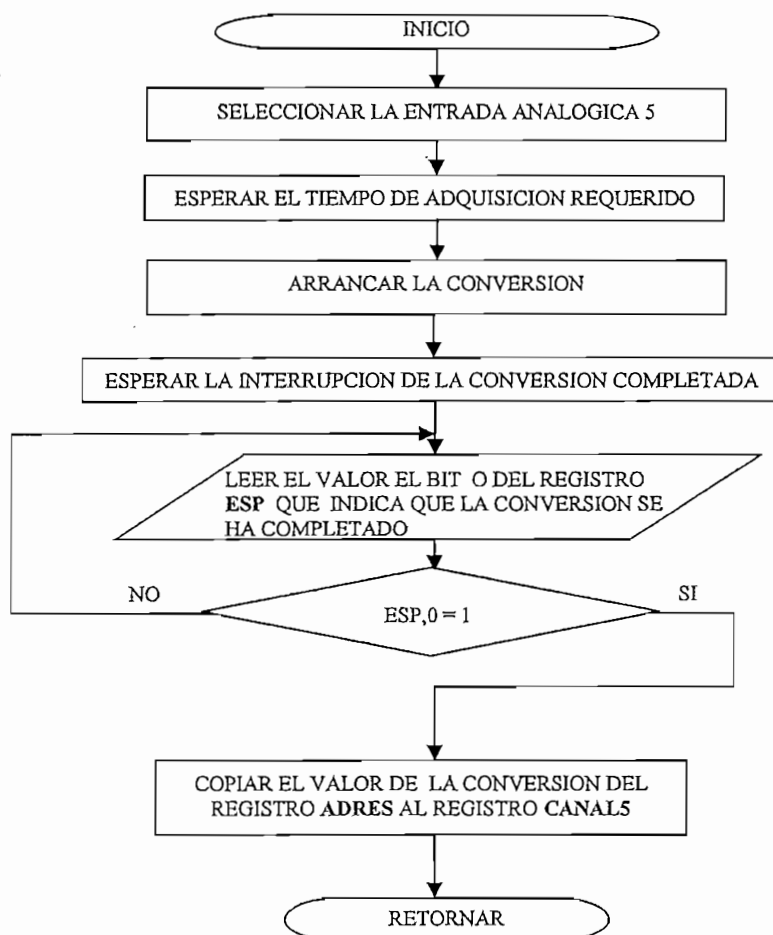 INICIO
SELECCIONAR LA ENTRADA ANALOGICA 5
ESPERAR EL TIEMPO DE ADQUISICION REQUERIDO
ARRANCAR LA CONVERSION
ESPERAR LA INTERRUPCION DE LA CONVERSION COMPLETADA
LEER EL VALOR EL BIT O DEL REGISTRO
ESP QUE INDICA QUE LA CONVERSION SE
HA COMPLETADO
NO
SI
ESP,0 = 1
COPIAR EL VALOR DE LA CONVERSION DEL
REGISTRO ADRES AL REGISTRO CANAL5
RETORNAR